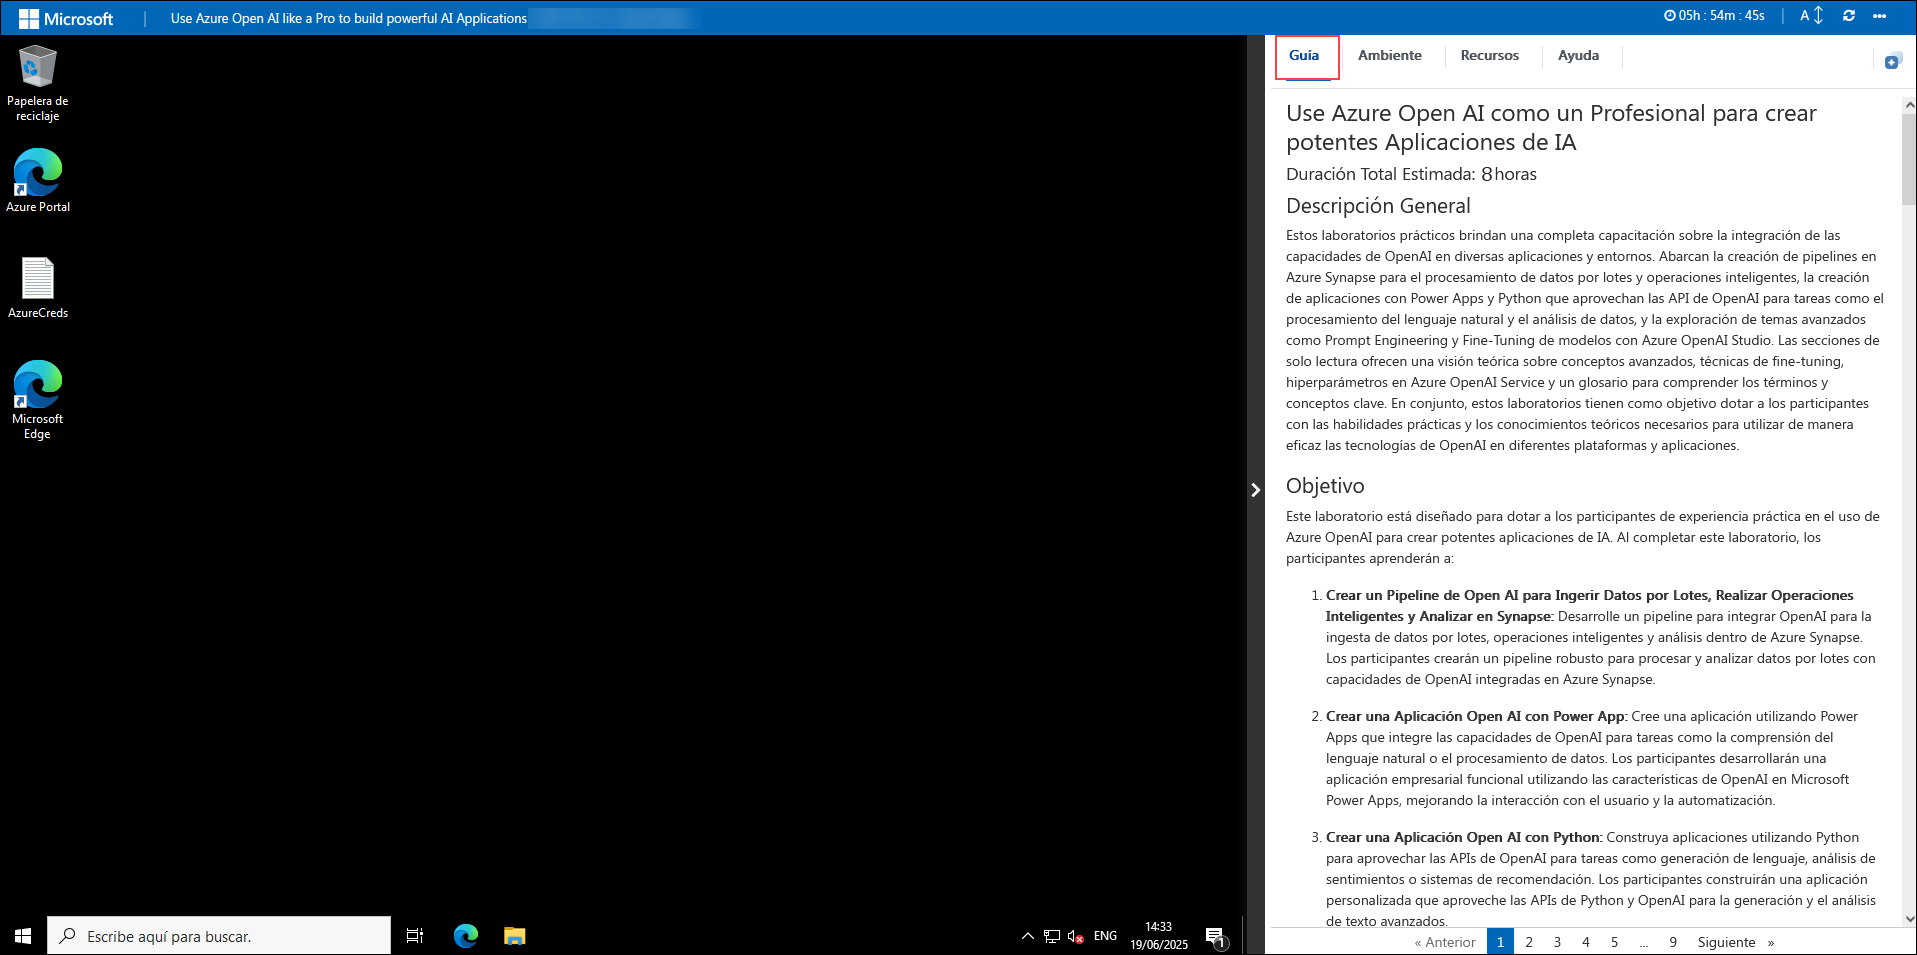 Microsoft
Use Azure Open AI like a Pro to build powerful AI Applications
05h : 54m : 45s
A
Papelera de
reciclaje
Azure Portal
AzureCreds
Microsoft
Edge
Guía
Ambiente
Recursos
Ayuda
Use Azure Open AI como un Profesional para crear
potentes Aplicaciones de IA
Duración Total Estimada: 8 horas
Descripción General
Estos laboratorios prácticos brindan una completa capacitación sobre la integración de las
capacidades de OpenAI en diversas aplicaciones y entornos. Abarcan la creación de pipelines en
Azure Synapse para el procesamiento de datos por lotes y operaciones inteligentes, la creación
de aplicaciones con Power Apps y Python que aprovechan las API de OpenAI para tareas como el
procesamiento del lenguaje natural y el análisis de datos, y la exploración de temas avanzados
como Prompt Engineering y Fine-Tuning de modelos con Azure OpenAI Studio. Las secciones de
solo lectura ofrecen una visión teórica sobre conceptos avanzados, técnicas de fine-tuning,
hiperparámetros en Azure OpenAI Service y un glosario para comprender los términos y
conceptos clave. En conjunto, estos laboratorios tienen como objetivo dotar a los participantes
con las habilidades prácticas y los conocimientos teóricos necesarios para utilizar de manera
eficaz las tecnologías de OpenAI en diferentes plataformas y aplicaciones.
Objetivo
Este laboratorio está diseñado para dotar a los participantes de experiencia práctica en el uso de
Azure OpenAI para crear potentes aplicaciones de IA. Al completar este laboratorio, los
participantes aprenderán a:
1. Crear un Pipeline de Open AI para Ingerir Datos por Lotes, Realizar Operaciones
Inteligentes y Analizar en Synapse: Desarrolle un pipeline para integrar OpenAI para la
ingesta de datos por lotes, operaciones inteligentes y análisis dentro de Azure Synapse.
Los participantes crearán un pipeline robusto para procesar y analizar datos por lotes con
capacidades de OpenAI integradas en Azure Synapse.
2. Crear una Aplicación Open AI con Power App: Cree una aplicación utilizando Power
Apps que integre las capacidades de OpenAI para tareas como la comprensión del
lenguaje natural o el procesamiento de datos. Los participantes desarrollarán una
aplicación empresarial funcional utilizando las características de OpenAI en Microsoft
Power Apps, mejorando la interacción con el usuario y la automatización.
3. Crear una Aplicación Open AI con Python: Construya aplicaciones utilizando Python
para aprovechar las APIs de OpenAI para tareas como generación de lenguaje, análisis de
sentimientos o sistemas de recomendación. Los participantes construirán una aplicación
personalizada que aproveche las APIs de Python y OpenAI para la generación y el análisis
de texto avanzados.
« Anterior 1 2 3 4 5 ... 9 Siguiente »
Escribe aquí para buscar.
ENG
14:33
19/06/2025
1